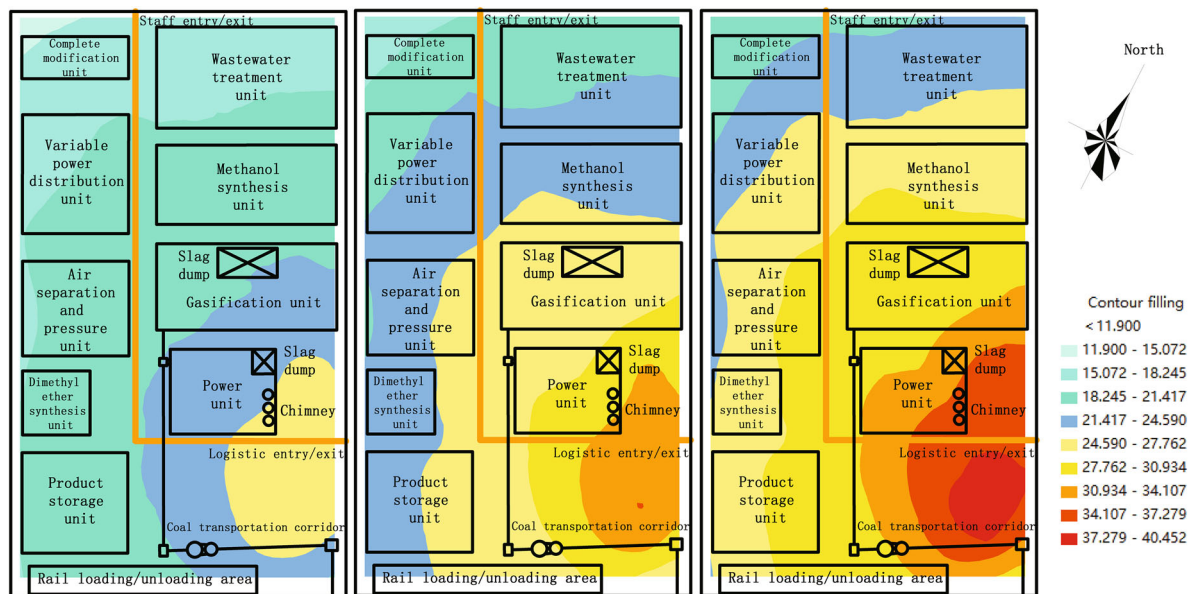 Staff entry/exit
Complete
modification
unit
Wastewater
treatment
unit
Variable
power
distribution
unit
Methanol
synthesis
unit
Slag
dump
Air
separation
and
pressure
unit
Gasification unit
Slag
dump
Power
unit
Dimethyl
ether
synthesis
unit
Chimney
Logistic entry/exit
Product
storage
unit
Coal transportation corridor
Rail loading/unloading area
Staff entry/exit
Complete
modification
unit
Wastewater
treatment
unit
Variable
power
distribution
unit
Methanol
synthesis
unit
Slag
dump
Air
separation
and
pressure
unit
Gasification unit
Slag
dump
Power
unit
Dimethyl
ether
synthesis
unit
Chimney
Logistic entry/exit
Product
storage
unit
Coal transportation corridor
Rail loading/unloading area
Staff entry/exit
Complete
modification
unit
Wastewater
treatment
unit
Variable
power
distribution
unit
Methanol
synthesis
unit
Slag
dump
Air
separation
and
pressure
unit
Gasification unit
Slag
dump
Power
unit
Dimethyl
ether
synthesis
unit
Chimney
Logistic entry/exit
Product
storage
unit
Coal transportation corridor
Rail loading/unloading area
North
Contour filling
< 11.900
11.900 - 15.072
15.072 - 18.245
18.245 - 21.417
21.417 - 24.590
24.590 - 27.762
27.762 - 30.934
30.934 - 34.107
34.107 - 37.279
37.279 - 40.452